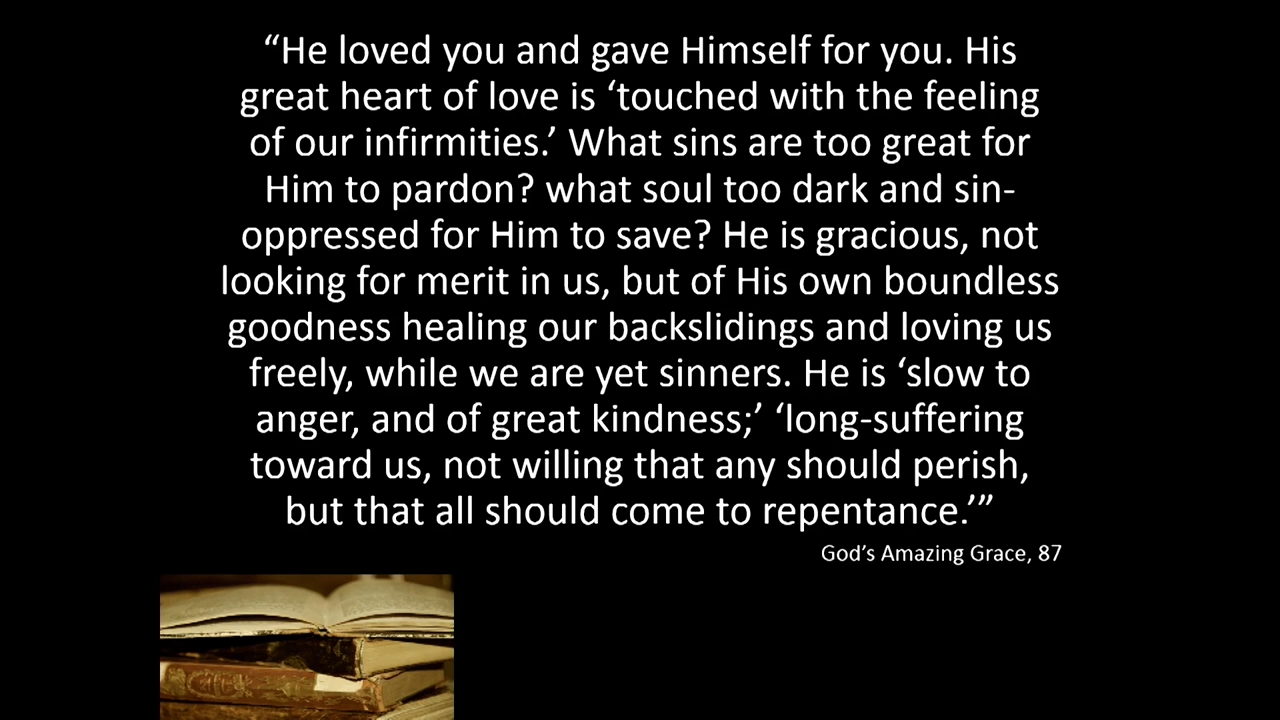 “He loved you and gave Himself for you. His
great heart of love is ‘touched with the feeling
of our infirmities.’ What sins are too great for
Him to pardon? what soul too dark and sin-
oppressed for Him to save? He is gracious, not
looking for merit in us, but of His own boundless
goodness healing our backslidings and loving us
freely, while we are yet sinners. He is ‘slow to
anger, and of great kindness;’ ‘long-suffering
toward us, not willing that any should perish,
but that all should come to repentance.’”
God’s Amazing Grace, 87